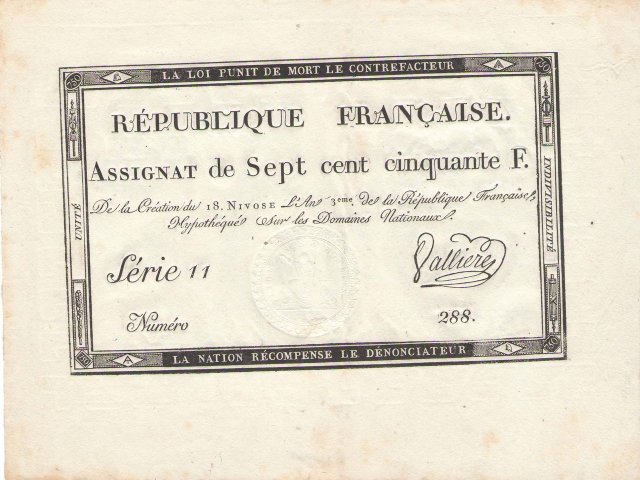 LA LOI PUNIT DE MORT LE CONTREFACTEUR
RÉPUBLIQUE FRANÇAISE.
ASSIGNAT de Sept cent cinquante F.
De la Création du 18. NIVOSE L'An 3eme. de la République Française,
Hypothéqué sur les Domaines Nationaux.
UNITÉ
INDIVISIBILITÉ
Série 11
Vallière
Numéro
288.
LA NATION RÉCOMPENSE LE DÉNONCIATEUR